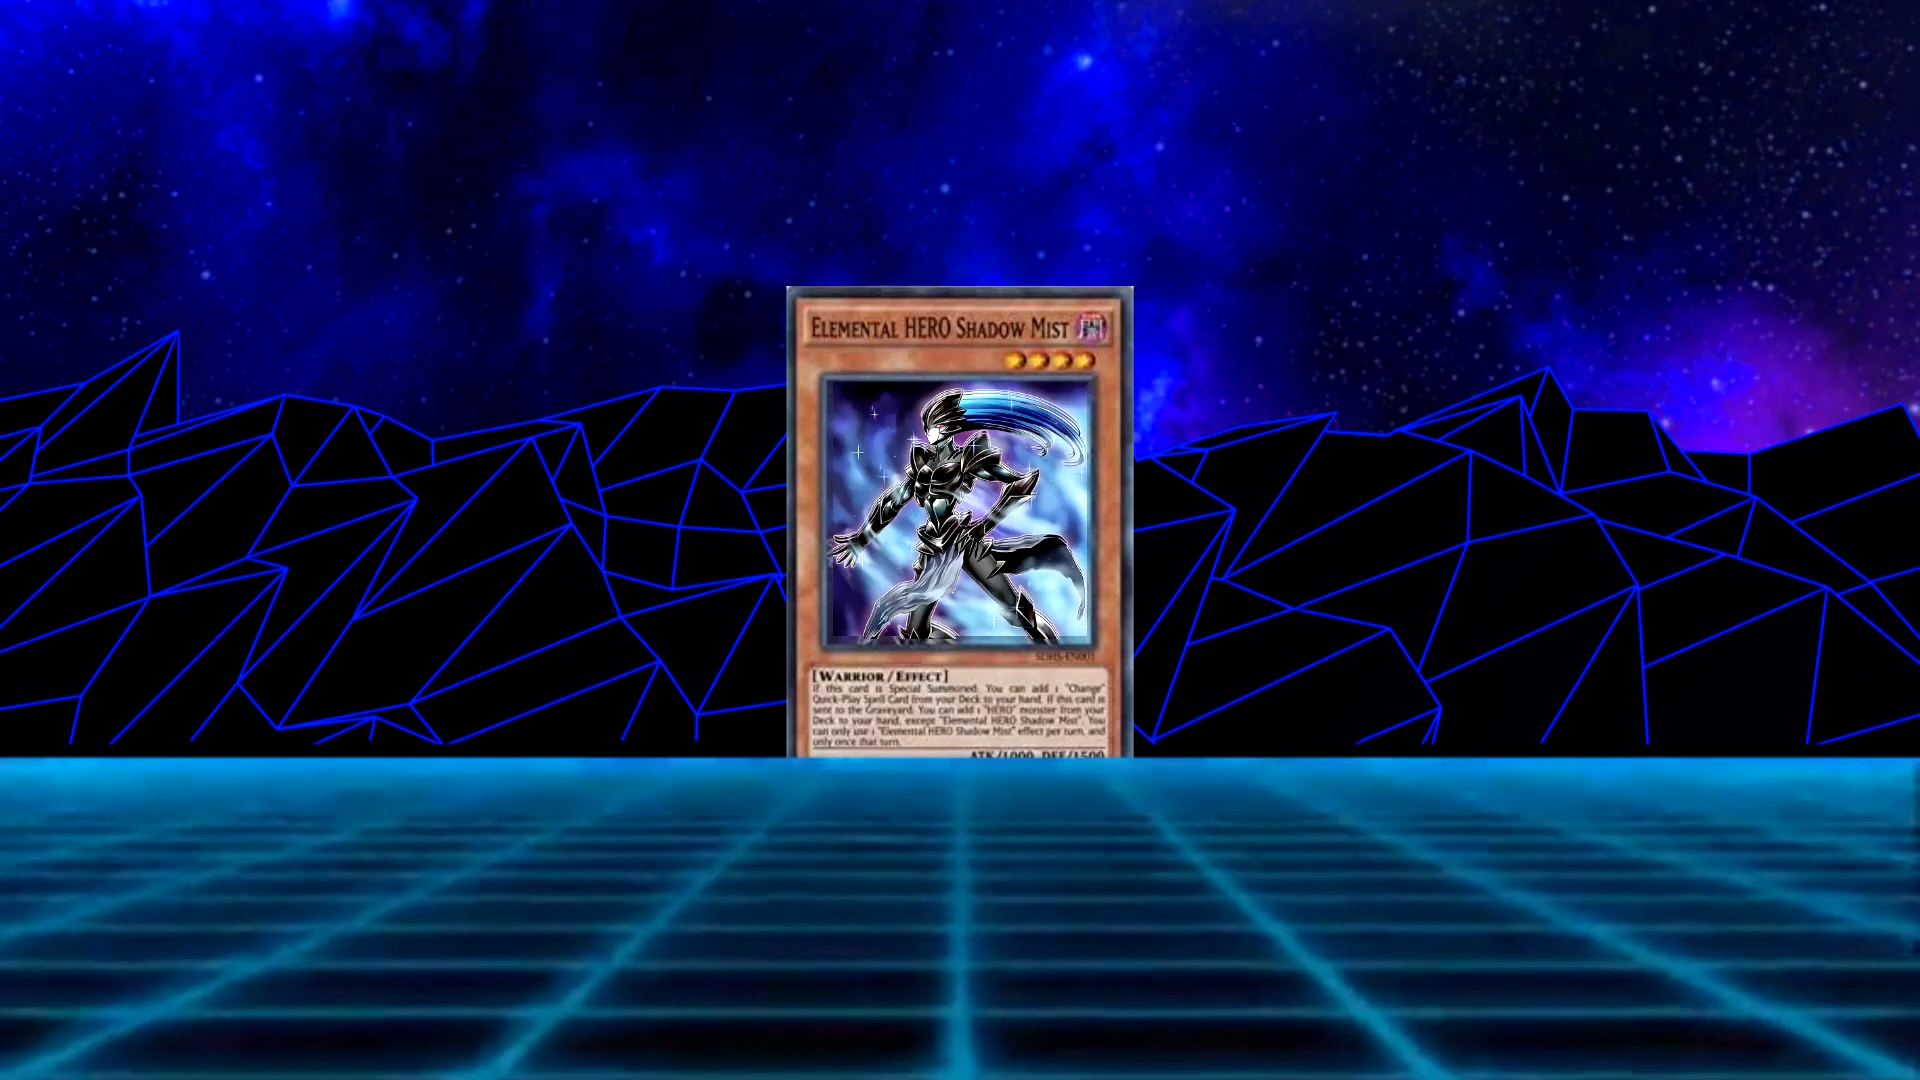 ELEMENTAL HERO SHADOW MIST
SDHS-EN001
[WARRIOR / EFFECT]
If this card is Special Summoned: You can add 1 "Change"
Quick-Play Spell Card from your Deck to your hand. If this card is
sent to the Graveyard: You can add 1 "HERO" monster from your
Deck to your hand, except "Elemental HERO Shadow Mist". You
can only use 1 "Elemental HERO Shadow Mist" effect per turn, and
only once that turn.
ATK/1000 DEF/1500